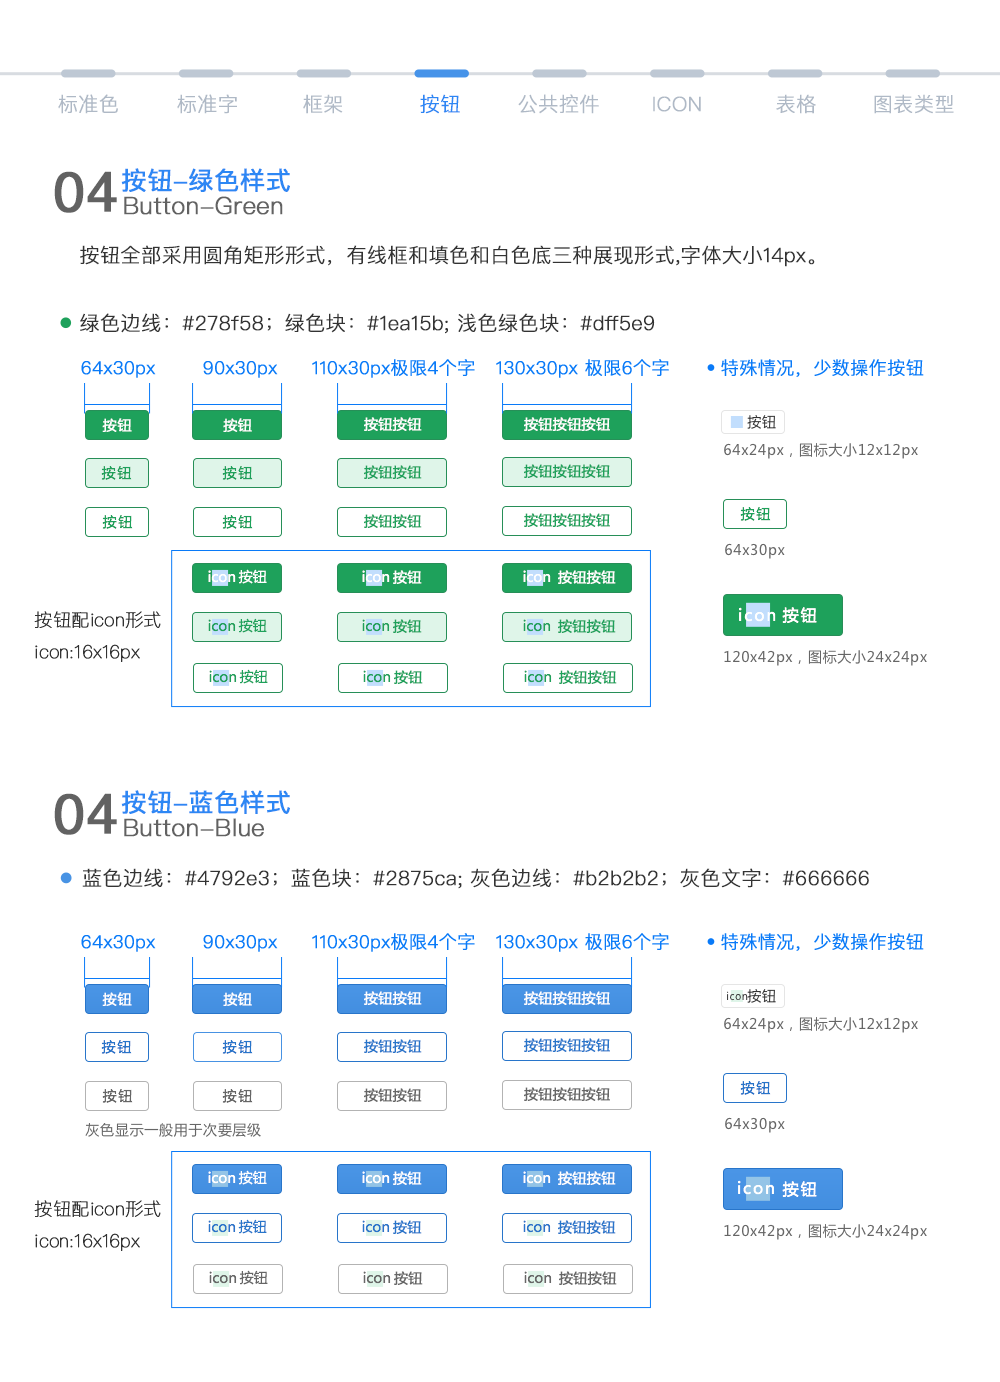 标准色 标准字 框架 按钮 公共控件 ICON 表格 图表类型
04 按钮-绿色样式
Button-Green
按钮全部采用圆角矩形形式，有线框和填色和白色底三种展现形式,字体大小14px。
绿色边线：#278f58；绿色块：#1ea15b; 浅色绿色块：#dff5e9
64x30px 90x30px 110x30px极限4个字 130x30px 极限6个字 特殊情况，少数操作按钮
按钮 按钮 按钮按钮 按钮按钮按钮 按钮
64x24px，图标大小12x12px
按钮 按钮 按钮按钮 按钮按钮按钮
按钮 按钮 按钮按钮 按钮按钮按钮 按钮
64x30px
icon 按钮 icon 按钮 icon 按钮按钮
按钮配icon形式 icon 按钮 icon 按钮 icon 按钮按钮 icon 按钮
icon:16x16px
120x42px，图标大小24x24px
icon 按钮 icon 按钮 icon 按钮按钮
04 按钮-蓝色样式
Button-Blue
蓝色边线：#4792e3；蓝色块：#2875ca; 灰色边线：#b2b2b2；灰色文字：#666666
64x30px 90x30px 110x30px极限4个字 130x30px 极限6个字 特殊情况，少数操作按钮
按钮 按钮 按钮按钮 按钮按钮按钮 icon按钮
64x24px，图标大小12x12px
按钮 按钮 按钮按钮 按钮按钮按钮
按钮 按钮 按钮按钮 按钮按钮按钮 按钮
灰色显示一般用于次要层级 64x30px
icon 按钮 icon 按钮 icon 按钮按钮 icon 按钮
按钮配icon形式 icon 按钮 icon 按钮 icon 按钮按钮
icon:16x16px 120x42px，图标大小24x24px
icon 按钮 icon 按钮 icon 按钮按钮